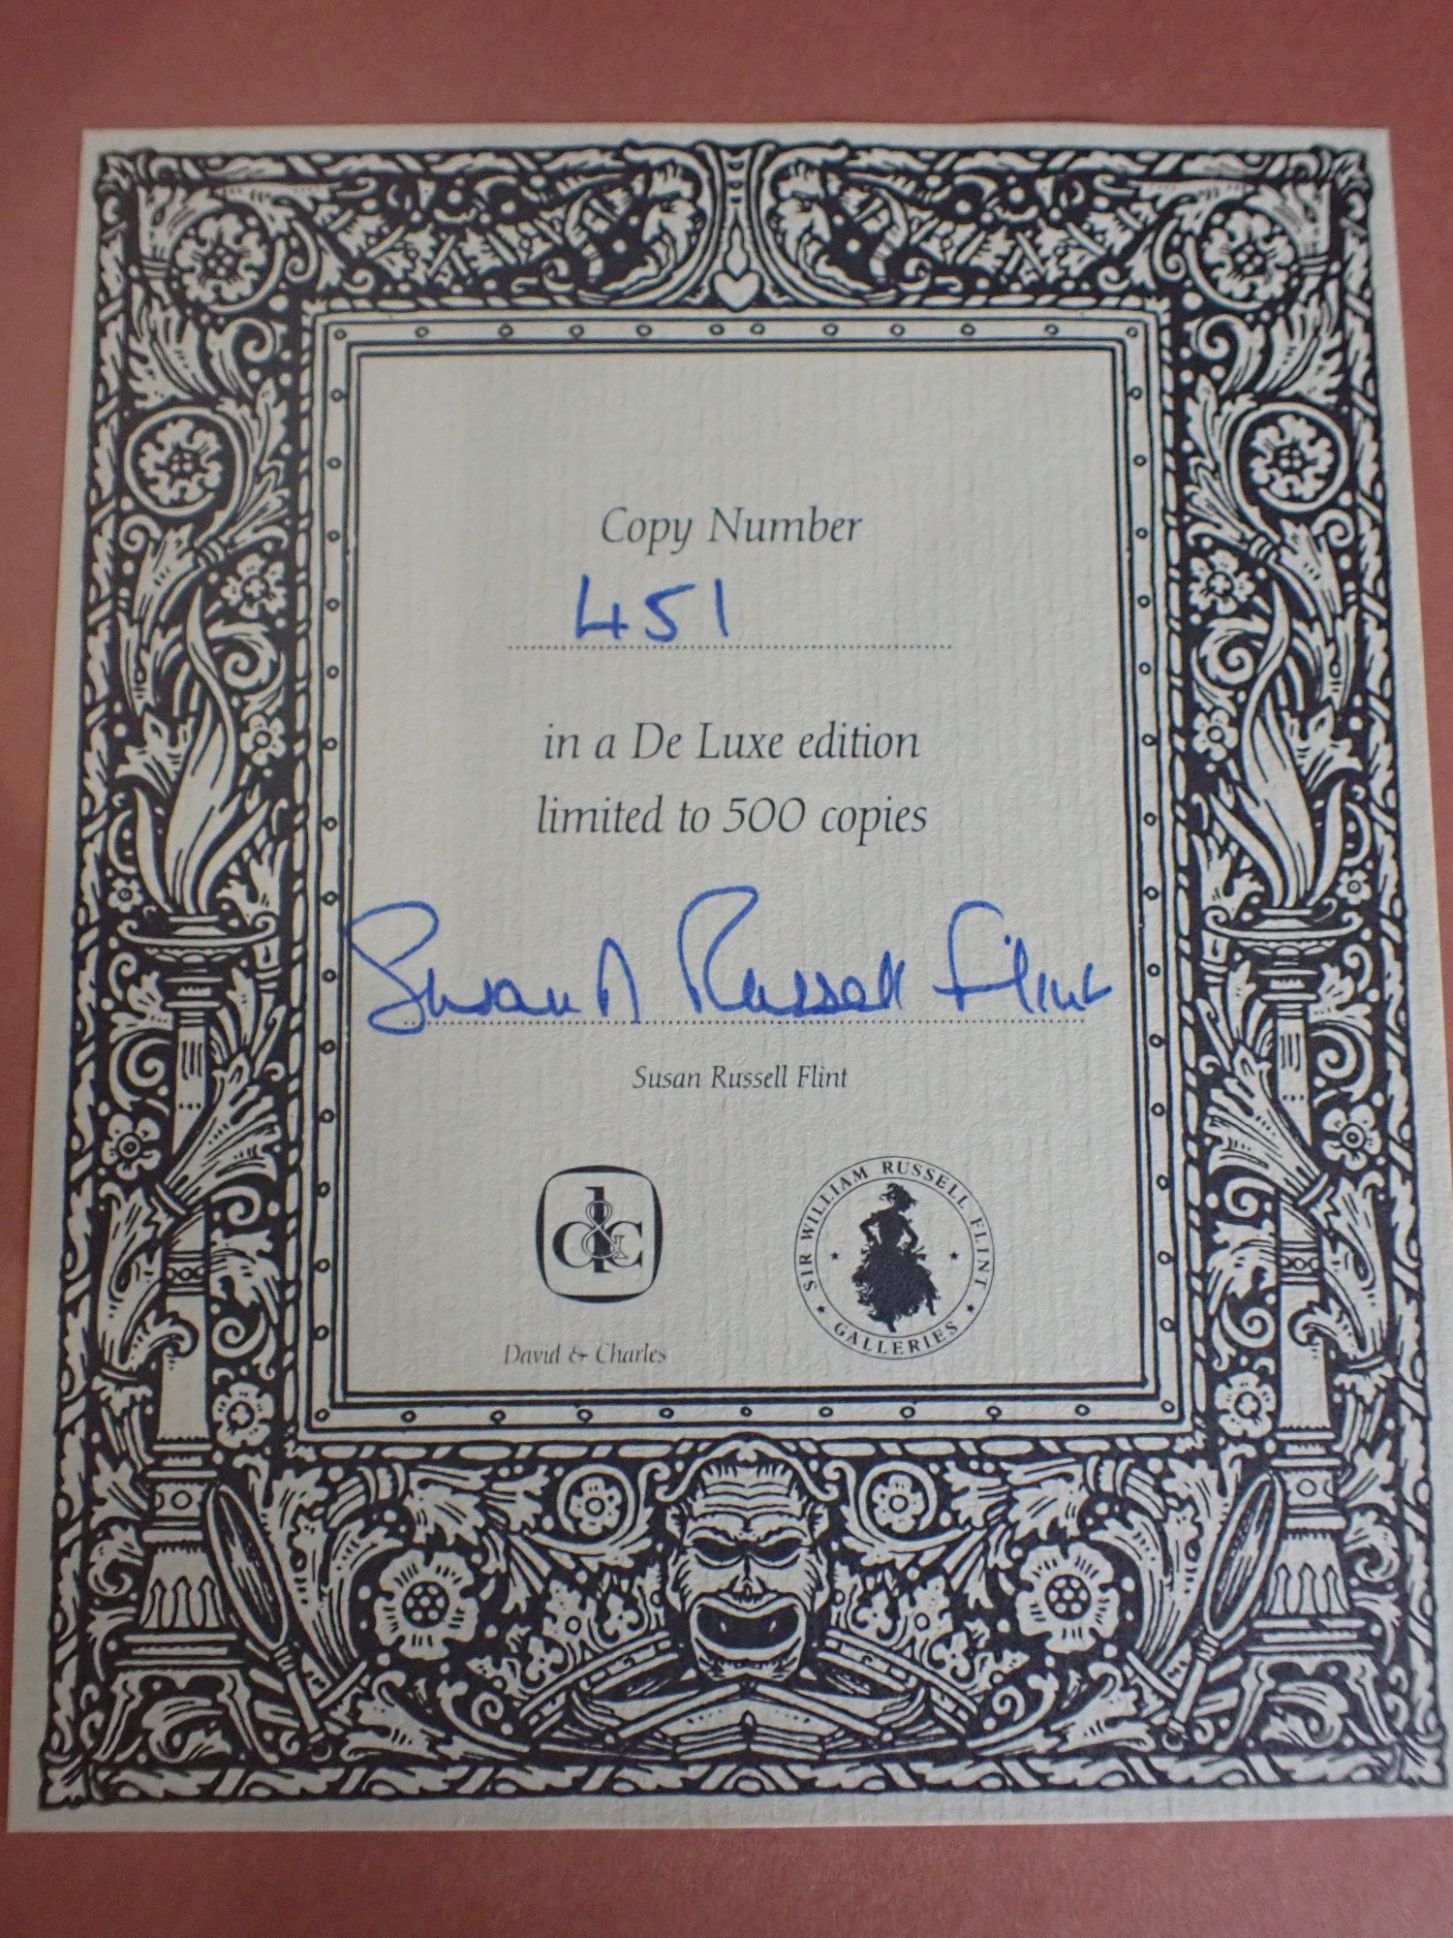 Copy Number
451
in a De Luxe edition
limited to 500 copies
Susan Russell Flint
Susan Russell Flint
d&c
David & Charles
SIR WILLIAM RUSSELL FLINT
GALLERIES